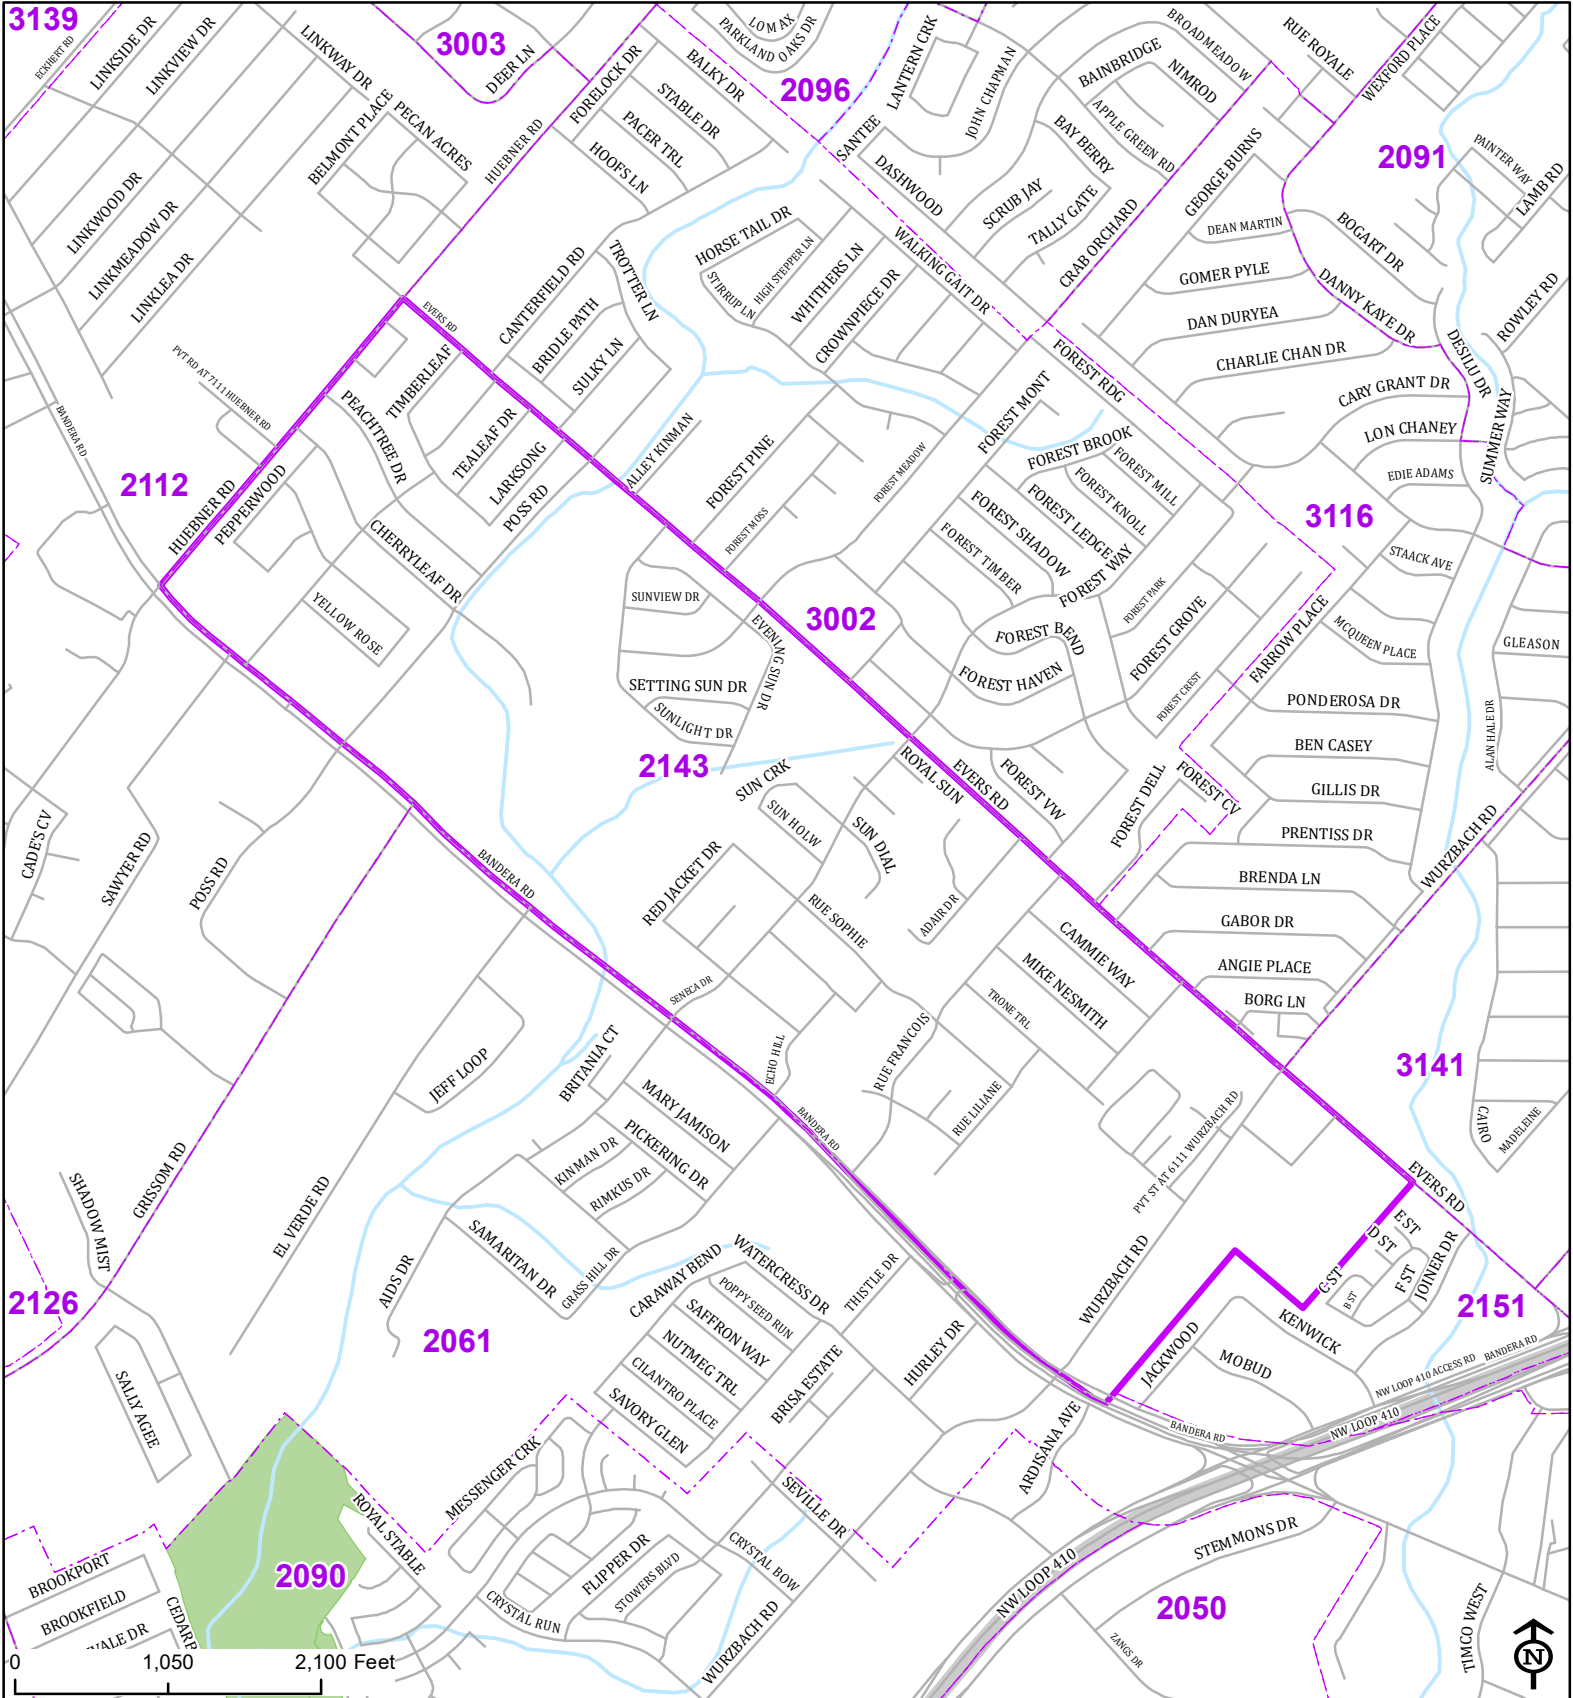 3139
ECKHERT RD
LINKSIDE DR
LINKVIEW DR
LINKWAY DR
3003
DEER LN
FORELOCK DR
BALKY DR
LOMAX
PARKLAND OAKS DR
2096
LANTERN CRK
JOHN CHAPMAN
BROADMEADOW
BAINBRIDGE
NIMROD
RUE ROYALE
WEXFORD PLACE
STABLE DR
PACER TRL
HOOFS LN
HUEBNER RD
BELMONT PLACE
PECAN ACRES
SANTEE
DASHWOOD
APPLE GREEN RD
BAY BERRY
SCRUB JAY
TALLY GATE
CRAB ORCHARD
GEORGE BURNS
2091
PAINTER WAY
LAMB RD
LINKWOOD DR
LINKMEADOW DR
LINKLEA DR
DEAN MARTIN
BOGART DR
GOMER PYLE
DANNY KAYE DR
DAN DURYEA
CHARLIE CHAN DR
DESILU DR
ROWLEY RD
HORSE TAIL DR
STIRRUP LN
HIGH STEPPER LN
WHITHERS LN
CROWNPIECE DR
WALKING GAIT DR
TROTTER LN
CANTERFIELD RD
BRIDLE PATH
SULKY LN
EVERS RD
PVT RD AT 7111 HUEBNER RD
BANDERA RD
PEACHTREE DR
TIMBERLEAF
TEALEAF DR
LARKSONG
POSS RD
ALLEY KINMAN
FOREST PINE
FOREST MOSS
FOREST MEADOW
FOREST MONT
FOREST RDG
FOREST BROOK
FOREST MILL
FOREST KNOLL
FOREST LEDGE
FOREST SHADOW
FOREST TIMBER
FOREST WAY
CARY GRANT DR
LON CHANEY
EDIE ADAMS
SUMMER WAY
3116
STAACK AVE
2112
HUEBNER RD
PEPPERWOOD
CHERRYLEAF DR
YELLOW ROSE
SUNVIEW DR
EVENING SUN DR
3002
FOREST BEND
FOREST HAVEN
FOREST PARK
FOREST GROVE
FOREST CREST
FARROW PLACE
MCQUEEN PLACE
GLEASON
SETTING SUN DR
SUNLIGHT DR
PONDEROSA DR
ALAN HALE DR
BEN CASEY
2143
SUN CRK
SUN HOLW
SUN DIAL
ROYAL SUN
EVERS RD
FOREST VW
FOREST DELL
FOREST CV
GILLIS DR
PRENTISS DR
WURZBACH RD
BRENDA LN
GABOR DR
ANGIE PLACE
BORG LN
CADE'S CV
SAWYER RD
POSS RD
BANDERA RD
RED JACKET DR
RUE SOPHIE
ADAIR DR
CAMMIE WAY
MIKE NESMITH
TRONE TRL
SENECA DR
ECHO HILL
RUE FRANCOIS
RUE LILIANE
BRITANIA CT
JEFF LOOP
MARY JAMISON
PICKERING DR
KINMAN DR
RIMKUS DR
BANDERA RD
3141
CAIRO
MADELEINE
PVT ST AT 6111 WURZBACH RD
EVERS RD
E ST
D ST
C ST
B ST
F ST
JOINER DR
2151
KENWICK
GRISSOM RD
SHADOW MIST
EL VERDE RD
AIDS DR
SAMARITAN DR
GRASS HILL DR
CARAWAY BEND
WATERCRESS DR
THISTLE DR
WURZBACH RD
2126
POPPY SEED RUN
SAFFRON WAY
NUTMEG TRL
CILANTRO PLACE
SAVORY GLEN
BRISA ESTATE
HURLEY DR
JACKWOOD
MOBUD
NW LOOP 410 ACCESS RD
BANDERA RD
2061
SALLY AGEE
NW LOOP 410
BANDERA RD
ARDISANA AVE
MESSENGER CRK
SEVILLE DR
ROYAL STABLE
STEMMONS DR
2090
BROOKPORT
BROOKFIELD
VALE DR
CEDARB
FLIPPER DR
STOWERS BLVD
CRYSTAL RUN
CRYSTAL BOW
WURZBACH RD
NW LOOP 410
2050
ZANGS DR
TIMCO WEST
0 1,050 2,100 Feet
N